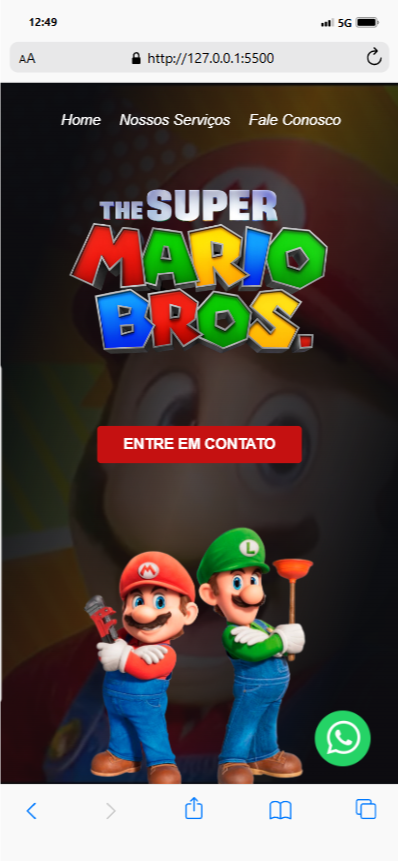 12:49
5G
AA
http://127.0.0.1:5500
Home Nossos Serviços Fale Conosco
THE SUPER
MARIO
BROS.
ENTRE EM CONTATO
M
L